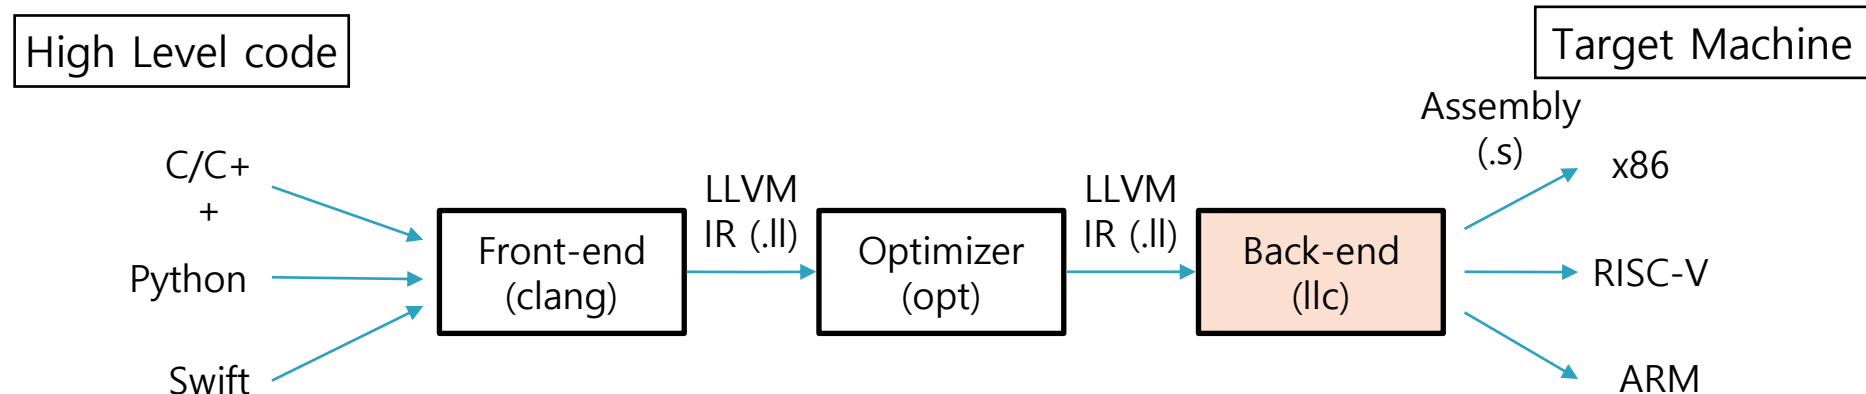 High Level code
Target Machine
Assembly
(.s)
C/C+
+
Python
Swift
Front-end
(clang)
LLVM
IR (.ll)
Optimizer
(opt)
LLVM
IR (.ll)
Back-end
(llc)
x86
RISC-V
ARM